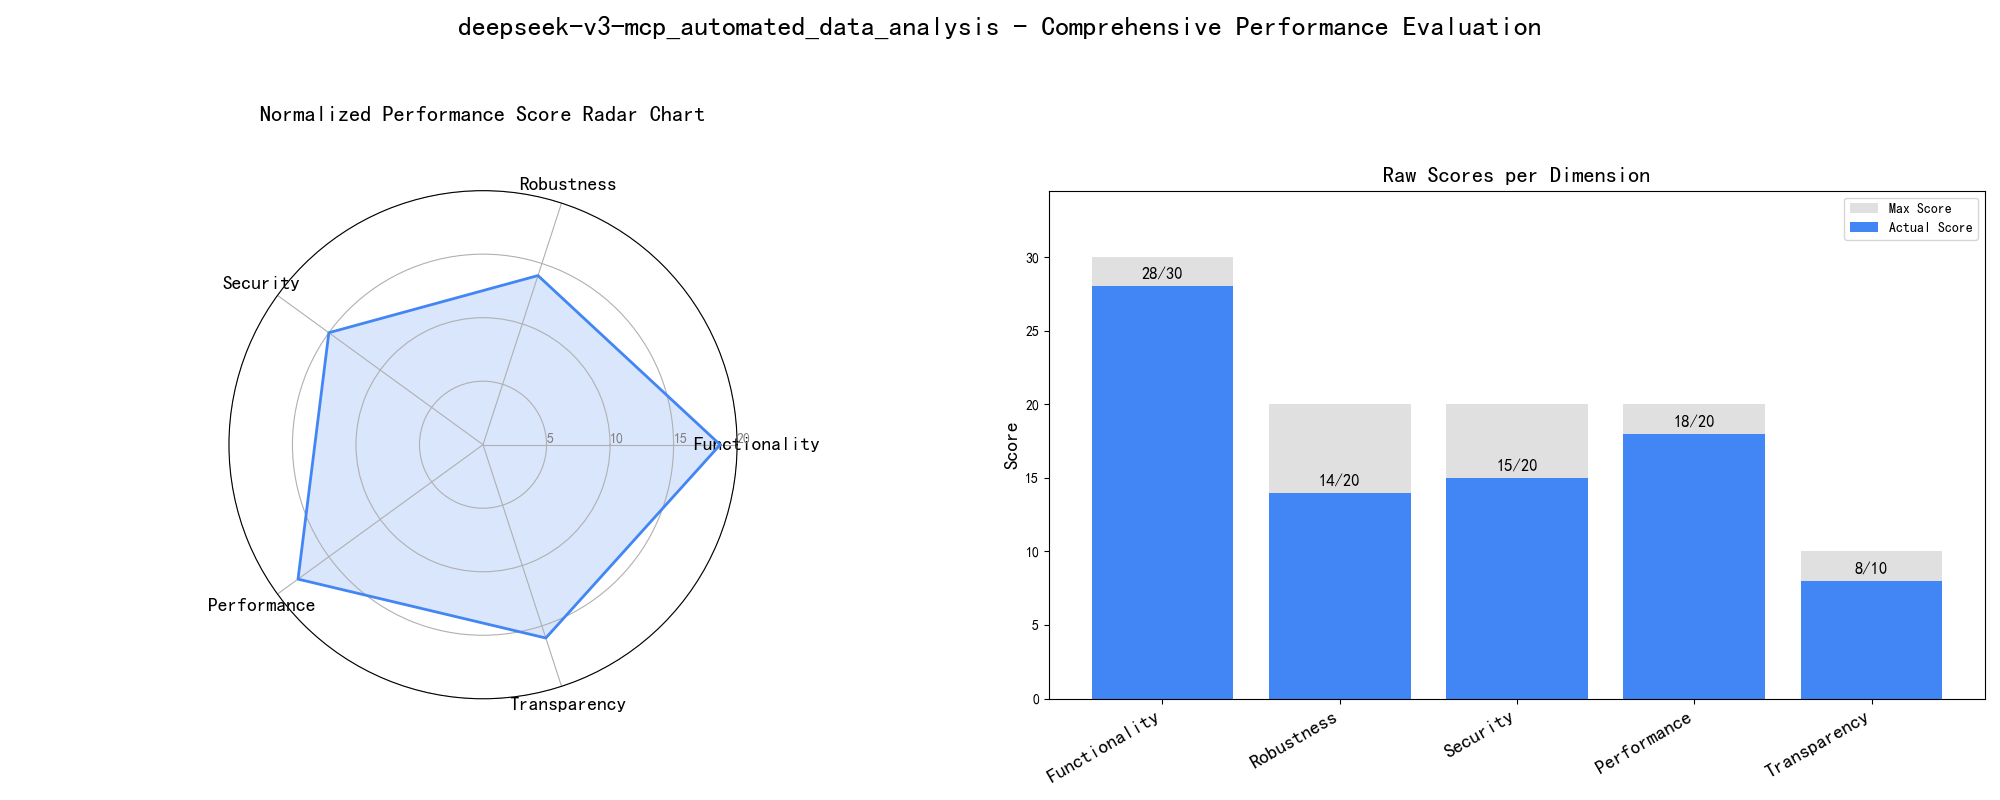 deepseek-v3-mcp_automated_data_analysis - Comprehensive Performance Evaluation
Normalized Performance Score Radar Chart
Robustness
Security
5
10
15
20
Functionality
Performance
Transparency
Raw Scores per Dimension
Max Score
Actual Score
Score
30
25
20
15
10
5
0
28/30
14/20
15/20
18/20
8/10
Functionality
Robustness
Security
Performance
Transparency